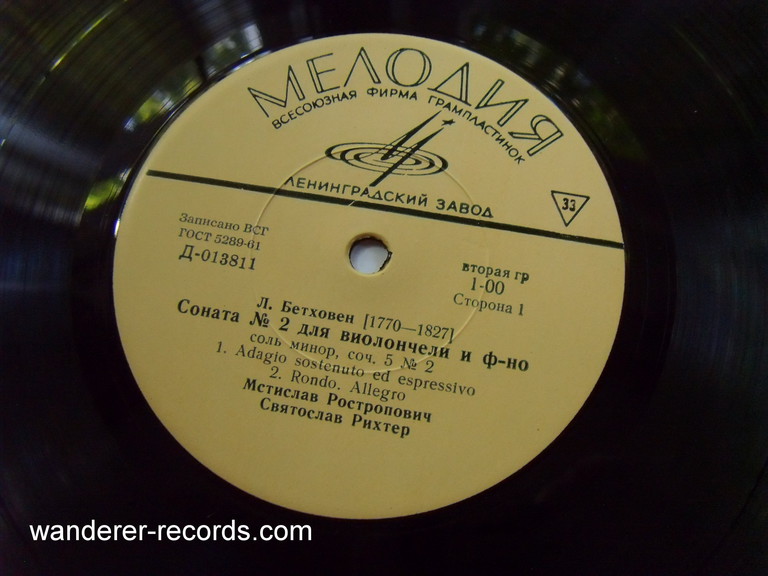 МЕЛОДИЯ
ВСЕСОЮЗНАЯ ФИРМА ГРАМПЛАСТИНОК
ЛЕНИНГРАДСКИЙ ЗАВОД
33
Записано ВСГ
ГОСТ 5289-61
Д-013811
вторая гр
1-00
Сторона 1
Л. Бетховен [1770—1827]
Соната № 2 для виолончели и ф-но
соль минор, соч. 5 № 2
1. Adagio sostenuto ed espressivo
2. Rondo. Allegro
Мстислав Ростропович
Святослав Рихтер
wanderer-records.com